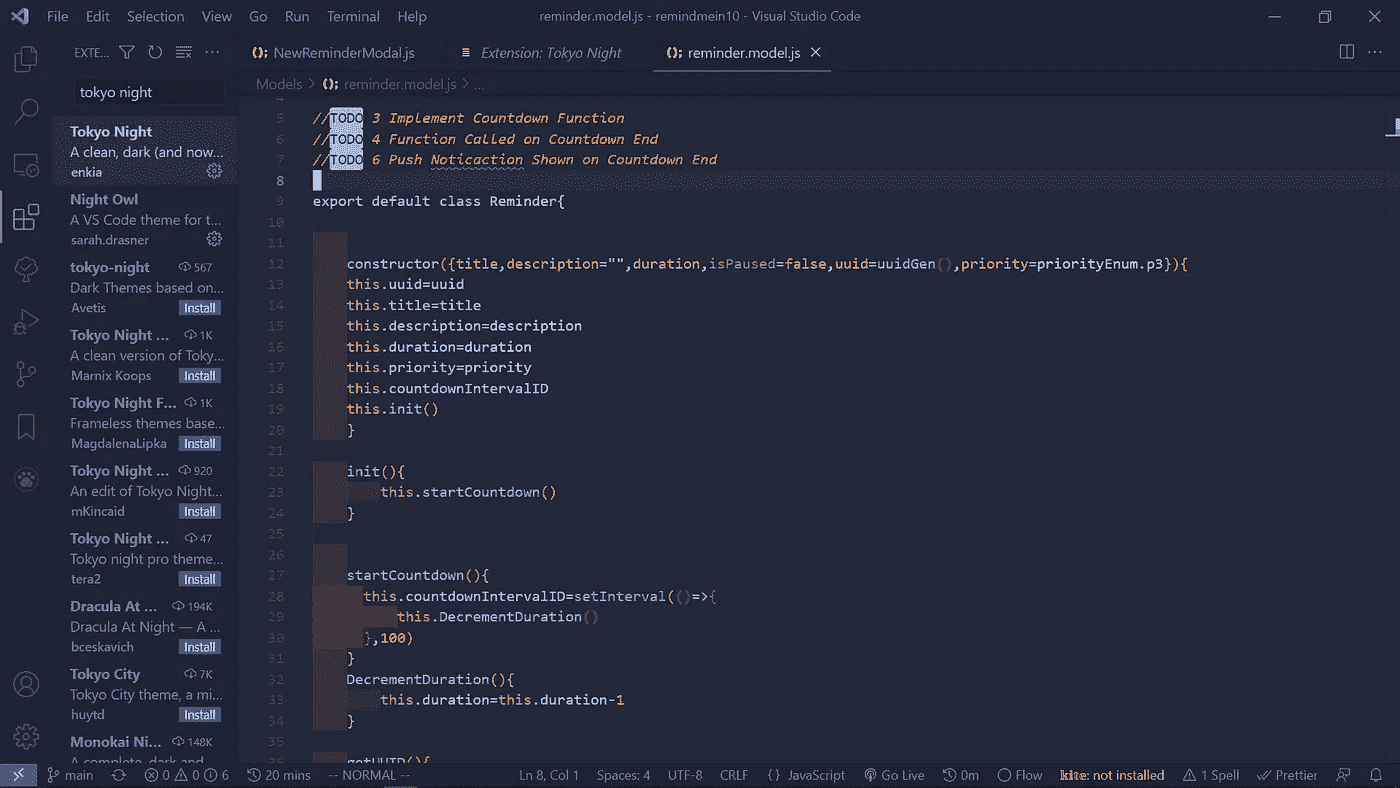 File Edit Selection View Go Run Terminal Help
reminder.model.js - remindmein10 - Visual Studio Code
EXTE...
NewReminderModal.js
Extension: Tokyo Night
reminder.model.js
Models > reminder.model.js > ...
tokyo night
Tokyo Night
A clean, dark (and now...
enkia
Night Owl
A VS Code theme for t...
sarah.drasner
tokyo-night 567
Dark Themes based on...
Avetis Install
Tokyo Night ... 1K
A clean version of Toky...
Marnix Koops Install
Tokyo Night F... 1K
Frameless themes base...
MagdalenaLipka Install
Tokyo Night ... 920
An edit of Tokyo Night...
mKincaid Install
Tokyo Night ... 47
Tokyo night pro theme...
tera2 Install
Dracula At ... 194K
Dracula At Night — A ...
bceskavich Install
Tokyo City 7K
Tokyo City theme, a mi...
huytd Install
Monokai Ni... 148K
5 //TODO 3 Implement Countdown Function
6 //TODO 4 Function Called on Countdown End
7 //TODO 6 Push Noticaction Shown on Countdown End
8
9 export default class Reminder{
10
11
12 constructor({title,description="",duration,isPaused=false,uuid=uuidGen(),priority=priorityEnum.p3}){
13 this.uuid=uuid
14 this.title=title
15 this.description=description
16 this.duration=duration
17 this.priority=priority
18 this.countdownIntervalID
19 this.init()
20 }
21
22 init(){
23 this.startCountdown()
24 }
25
26
27 startCountdown(){
28 this.countdownIntervalID=setInterval(()=>{
29 this.DecrementDuration()
30 },100)
31 }
32 DecrementDuration(){
33 this.duration=this.duration-1
34 }
35
36 getUUID(){
main 0 0 6 20 mins -- NORMAL -- Ln 8, Col 1 Spaces: 4 UTF-8 CRLF {} JavaScript Go Live 0m Flow kite: not installed 1 Spell Prettier